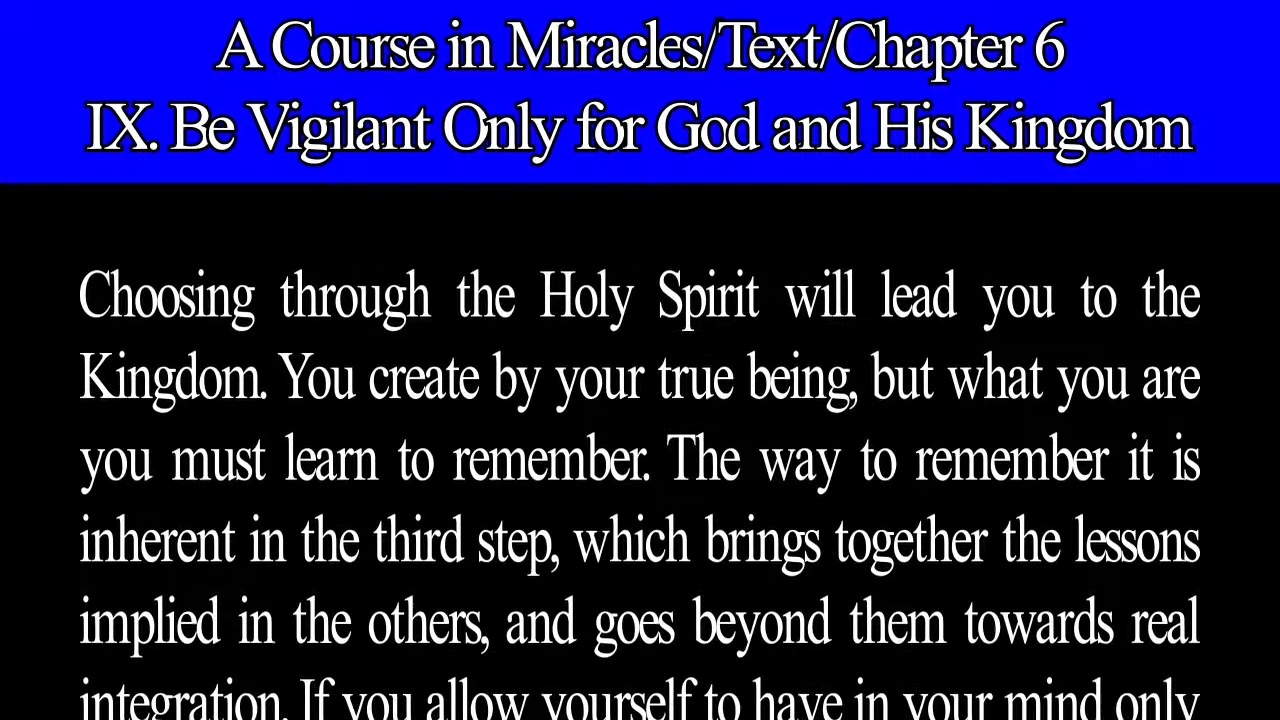 A Course in Miracles/Text/Chapter 6
IX. Be Vigilant Only for God and His Kingdom
Choosing through the Holy Spirit will lead you to the
Kingdom. You create by your true being, but what you are
you must learn to remember. The way to remember it is
inherent in the third step, which brings together the lessons
implied in the others, and goes beyond them towards real
integration. If you allow yourself to have in your mind only